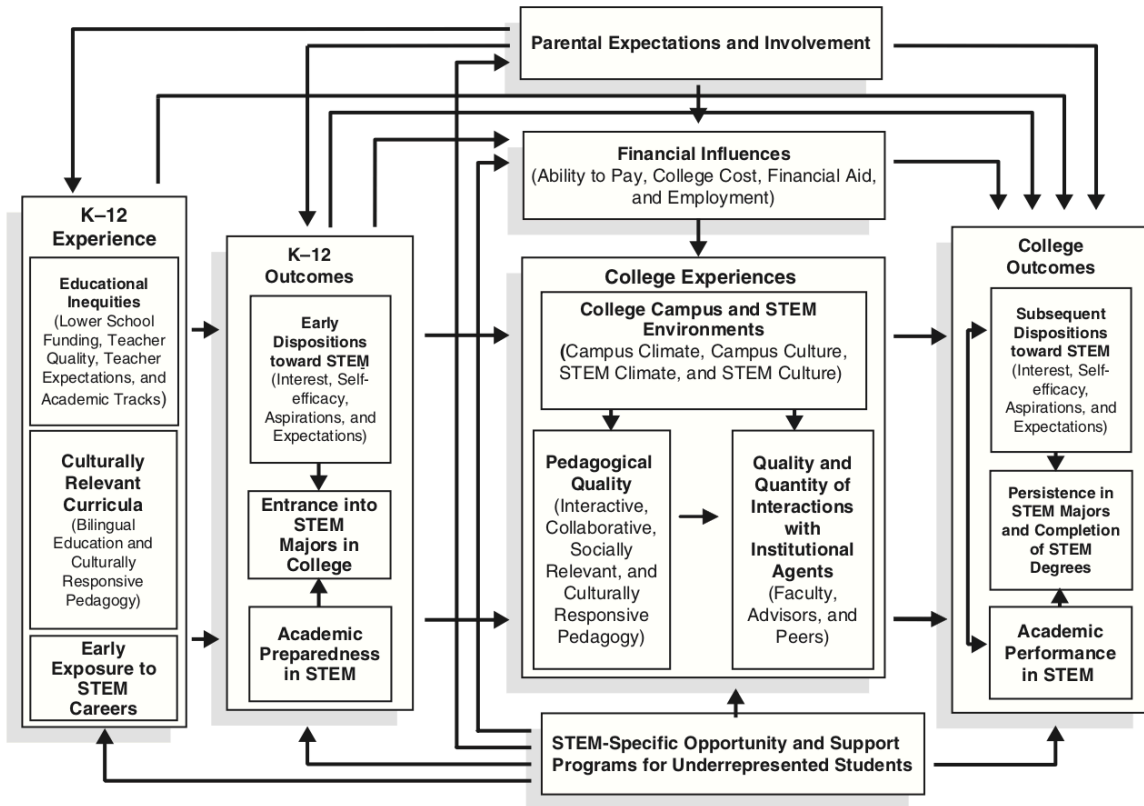 Parental Expectations and Involvement
Financial Influences
(Ability to Pay, College Cost, Financial Aid,
and Employment)
K–12
Experience
Educational
Inequities
(Lower School
Funding, Teacher
Quality, Teacher
Expectations, and
Academic Tracks)
Culturally
Relevant
Curricula
(Bilingual
Education and
Culturally
Responsive
Pedagogy)
Early
Exposure to
STEM
Careers
K–12
Outcomes
Early
Dispositions
toward STEM
(Interest, Self-
efficacy,
Aspirations, and
Expectations)
Entrance into
STEM
Majors in
College
Academic
Preparedness
in STEM
College Experiences
College Campus and STEM
Environments
(Campus Climate, Campus Culture,
STEM Climate, and STEM Culture)
Pedagogical
Quality
(Interactive,
Collaborative,
Socially
Relevant, and
Culturally
Responsive
Pedagogy)
Quality and
Quantity of
Interactions
with
Institutional
Agents
(Faculty,
Advisors, and
Peers)
College
Outcomes
Subsequent
Dispositions
toward STEM
(Interest, Self-
efficacy,
Aspirations, and
Expectations)
Persistence in
STEM Majors
and Completion
of STEM
Degrees
Academic
Performance
in STEM
STEM-Specific Opportunity and Support
Programs for Underrepresented Students